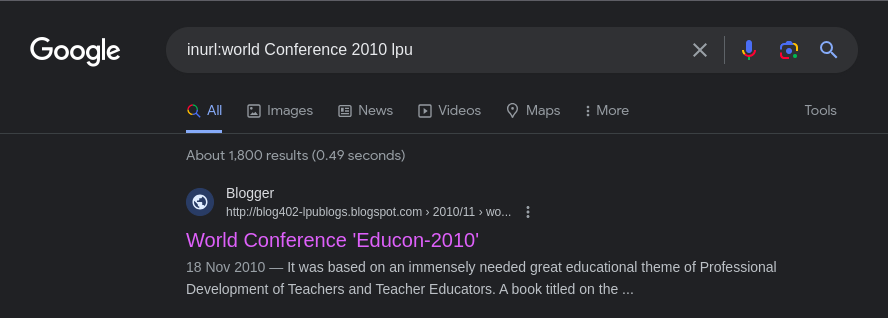 Google inurl:world Conference 2010 lpu
All Images News Videos Maps More Tools
About 1,800 results (0.49 seconds)
Blogger
http://blog402-lpublogs.blogspot.com › 2010/11 › wo...
World Conference 'Educon-2010'
18 Nov 2010 — It was based on an immensely needed great educational theme of Professional
Development of Teachers and Teacher Educators. A book titled on the ...